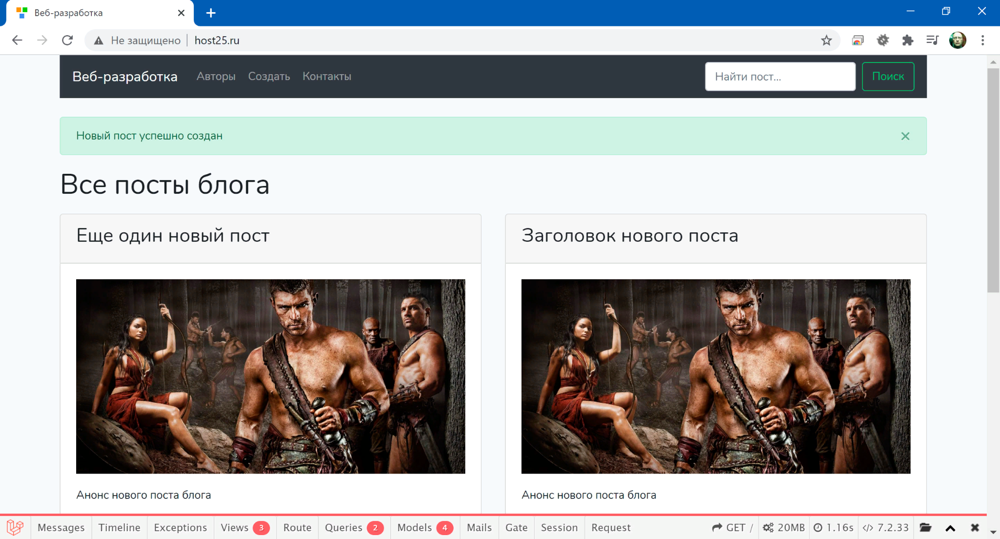 Веб-разработка
Не защищено host25.ru
Веб-разработка Авторы Создать Контакты Найти пост... Поиск
Новый пост успешно создан
Все посты блога
Еще один новый пост
Заголовок нового поста
Анонс нового поста блога
Анонс нового поста блога
Messages Timeline Exceptions Views 3 Route Queries 2 Models 4 Mails Gate Session Request GET / 20MB 1.16s </> 7.2.33